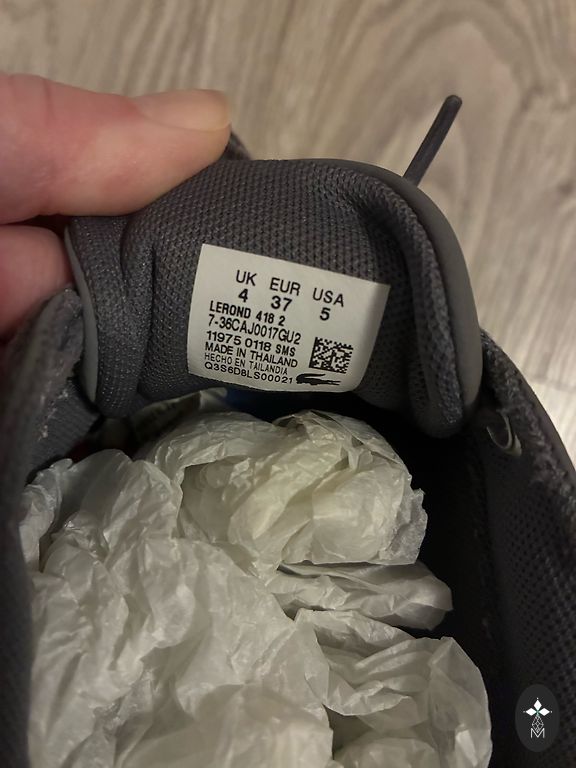 UK EUR USA
4 37 5
LEROND 418 2
7-36CAJ0017GU2
11975 0118 SMS
MADE IN THAILAND
HECHO EN TAILANDIA
Q3S6D8LS00021
M